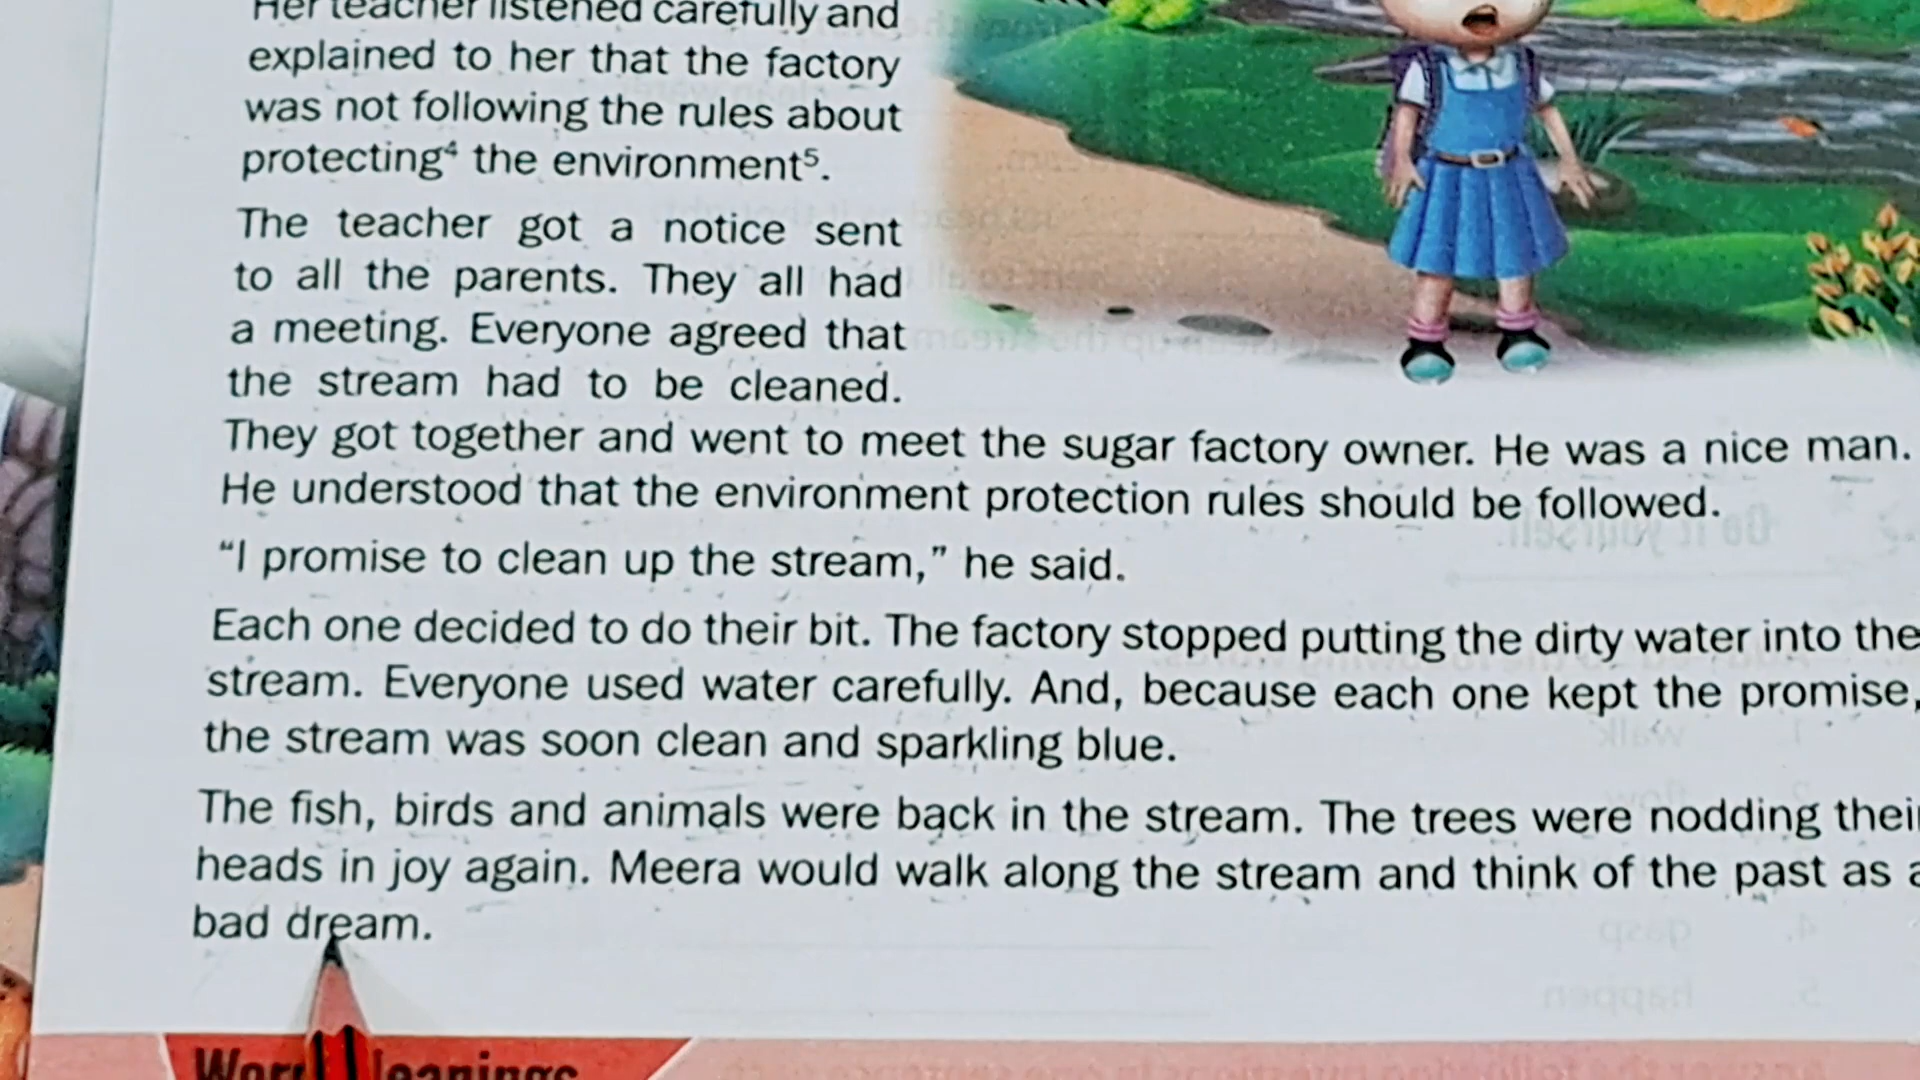 Her teacher listened carefully and
explained to her that the factory
was not following the rules about
protecting⁴ the environment⁵.
The teacher got a notice sent
to all the parents. They all had
a meeting. Everyone agreed that
the stream had to be cleaned.
They got together and went to meet the sugar factory owner. He was a nice man.
He understood that the environment protection rules should be followed.
“I promise to clean up the stream,” he said.
Each one decided to do their bit. The factory stopped putting the dirty water into the
stream. Everyone used water carefully. And, because each one kept the promise,
the stream was soon clean and sparkling blue.
The fish, birds and animals were back in the stream. The trees were nodding their
heads in joy again. Meera would walk along the stream and think of the past as a
bad dream.
Word Meanings